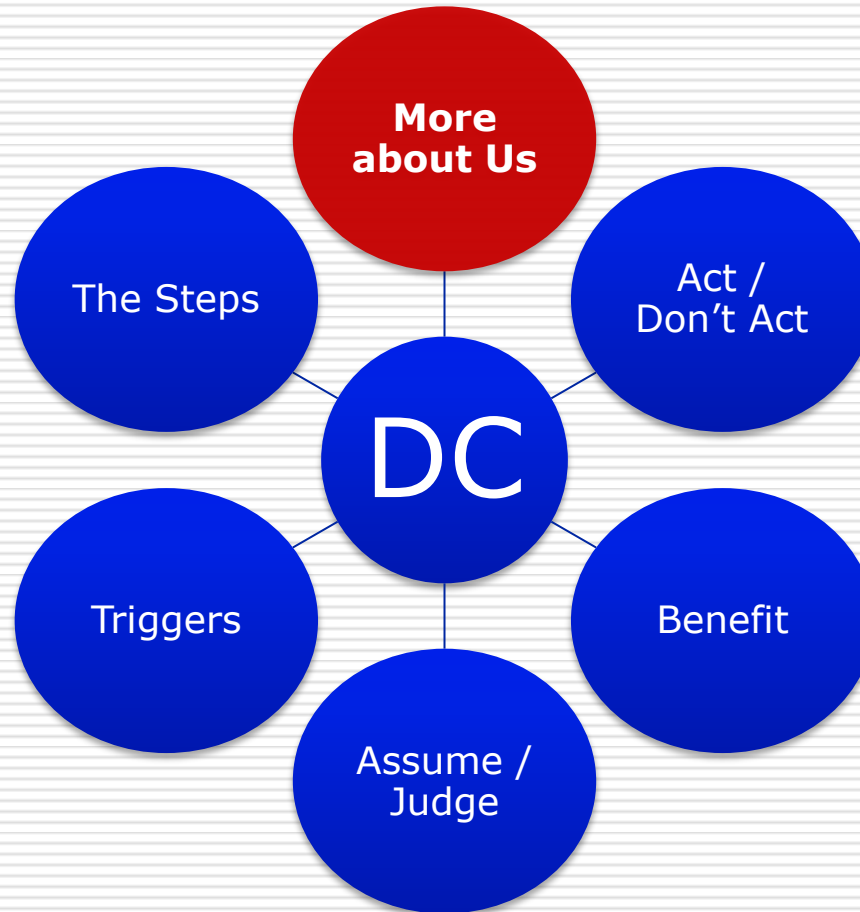 More
about Us
The Steps
Act /
Don’t Act
DC
Triggers
Benefit
Assume /
Judge